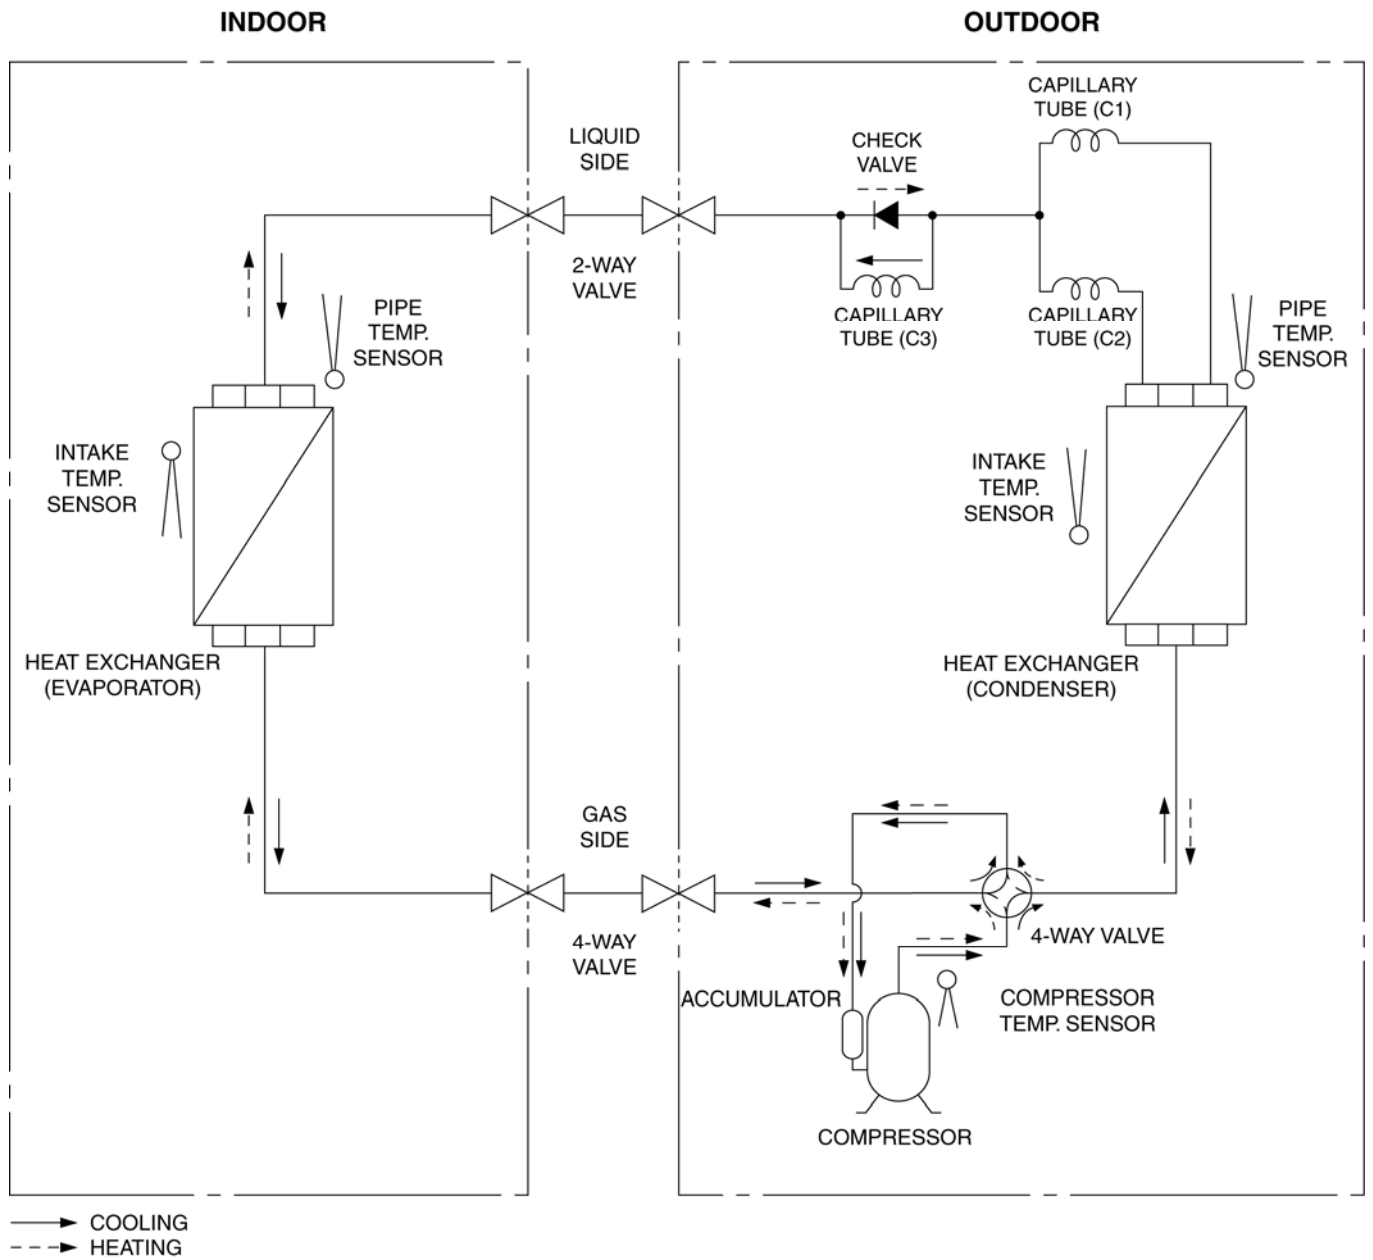 INDOOR
OUTDOOR
CAPILLARY
TUBE (C1)
LIQUID
SIDE
CHECK
VALVE
2-WAY
VALVE
PIPE
TEMP.
SENSOR
CAPILLARY
TUBE (C3)
CAPILLARY
TUBE (C2)
PIPE
TEMP.
SENSOR
INTAKE
TEMP.
SENSOR
INTAKE
TEMP.
SENSOR
HEAT EXCHANGER
(EVAPORATOR)
HEAT EXCHANGER
(CONDENSER)
GAS
SIDE
4-WAY
VALVE
4-WAY VALVE
ACCUMULATOR
COMPRESSOR
TEMP. SENSOR
COMPRESSOR
COOLING
HEATING